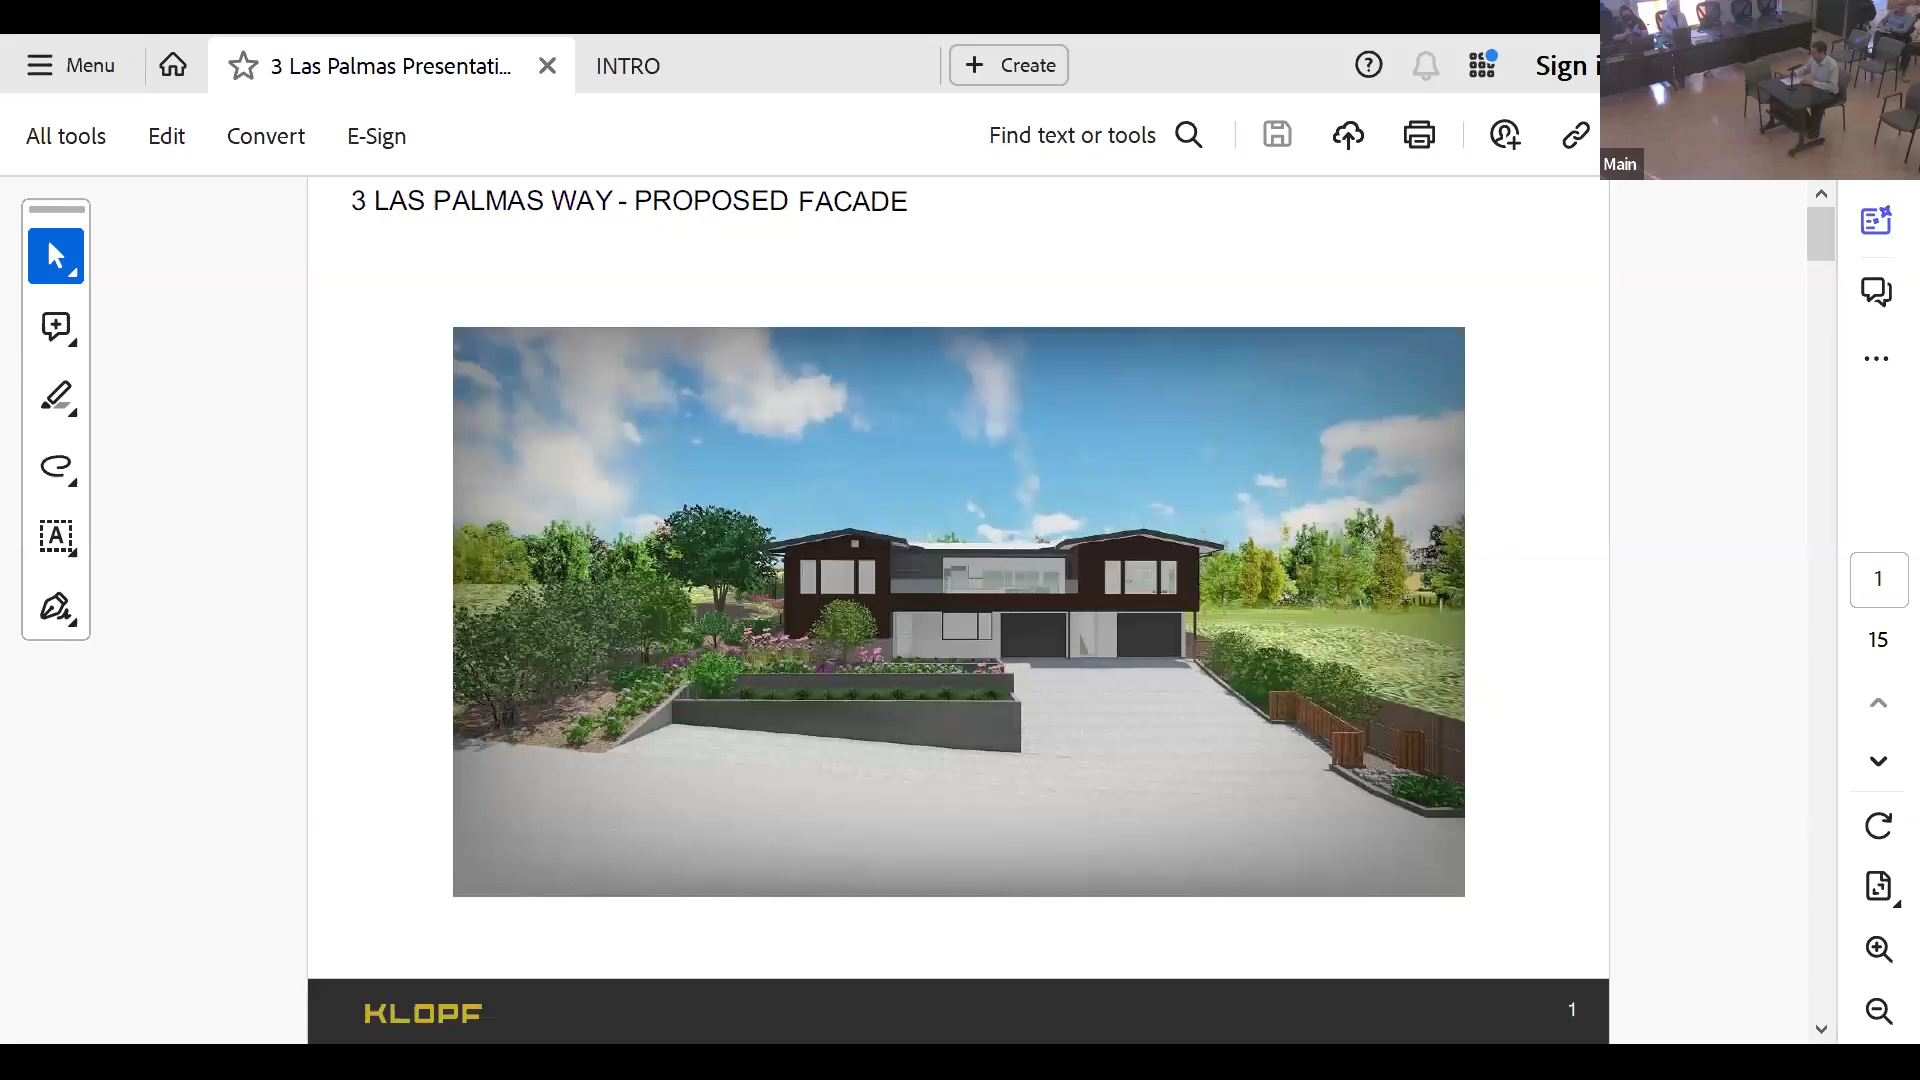 Menu
3 Las Palmas Presentati...
INTRO
Create
Sign i
All tools
Edit
Convert
E-Sign
Find text or tools
Main
3 LAS PALMAS WAY - PROPOSED FACADE
A
1
15
KLOPF
1